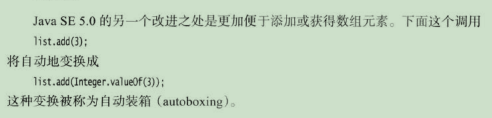 Java SE 5.0 的另一个改进之处是更加便于添加或获得数组元素。下面这个调用
list.add(3);
将自动地变换成
list.add(Integer.valueOf(3));
这种变换被称为自动装箱（autoboxing）。